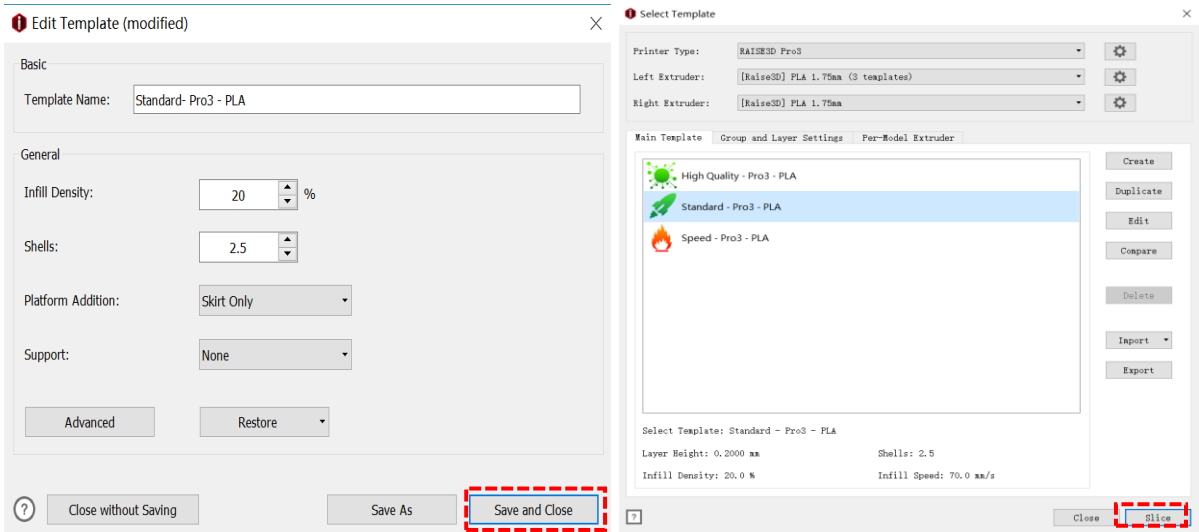 Edit Template (modified)
Basic
Template Name: Standard- Pro3 - PLA
General
Infill Density: 20 %
Shells: 2.5
Platform Addition: Skirt Only
Support: None
Advanced Restore
? Close without Saving Save As Save and Close
Select Template
Printer Type: RAISE3D Pro3
Left Extruder: [Raise3D] PLA 1.75mm (3 templates)
Right Extruder: [Raise3D] PLA 1.75mm
Main Template Group and Layer Settings Per-Model Extruder
High Quality - Pro3 - PLA
Standard - Pro3 - PLA
Speed - Pro3 - PLA
Create
Duplicate
Edit
Compare
Delete
Import
Export
Select Template: Standard - Pro3 - PLA
Layer Height: 0.2000 mm Shells: 2.5
Infill Density: 20.0 % Infill Speed: 70.0 mm/s
? Close Slice